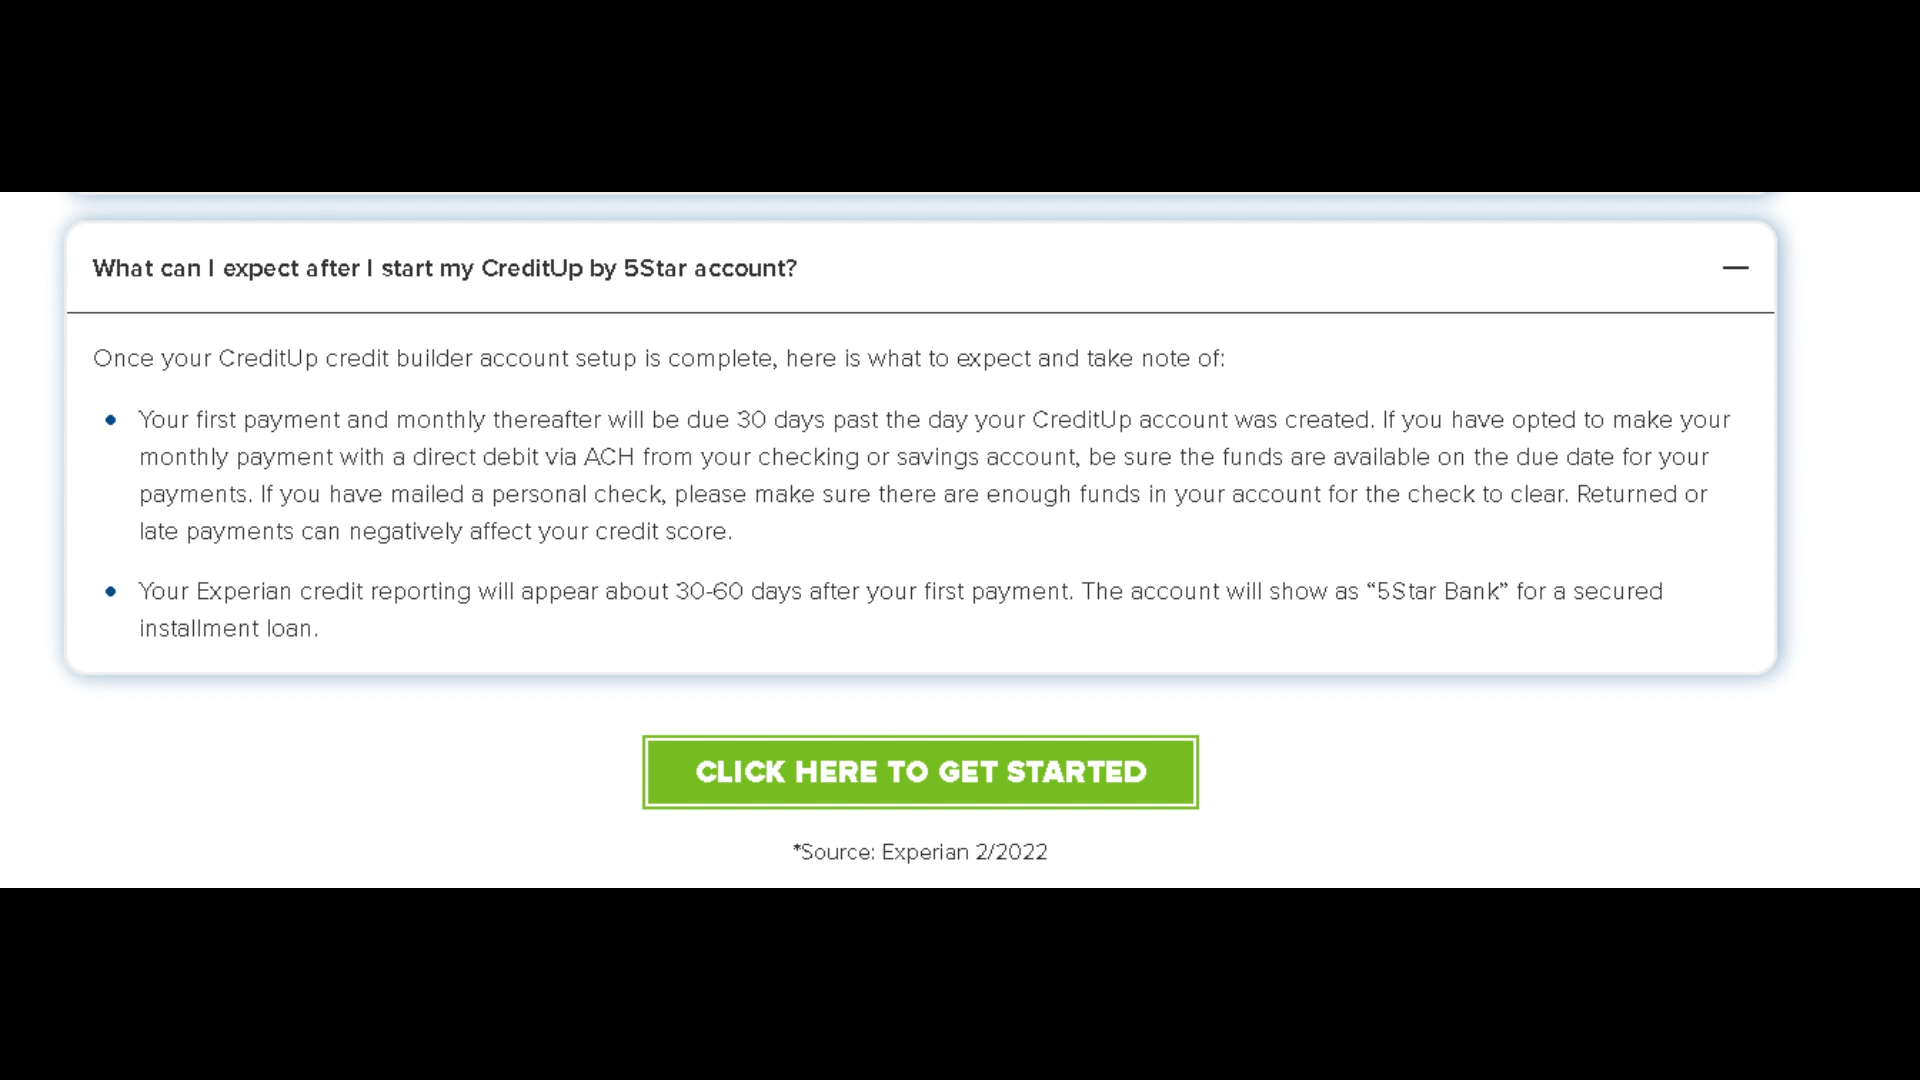 What can I expect after I start my CreditUp by 5Star account?
Once your CreditUp credit builder account setup is complete, here is what to expect and take note of:
Your first payment and monthly thereafter will be due 30 days past the day your CreditUp account was created. If you have opted to make your
monthly payment with a direct debit via ACH from your checking or savings account, be sure the funds are available on the due date for your
payments. If you have mailed a personal check, please make sure there are enough funds in your account for the check to clear. Returned or
late payments can negatively affect your credit score.
Your Experian credit reporting will appear about 30-60 days after your first payment. The account will show as “5Star Bank” for a secured
installment loan.
CLICK HERE TO GET STARTED
*Source: Experian 2/2022